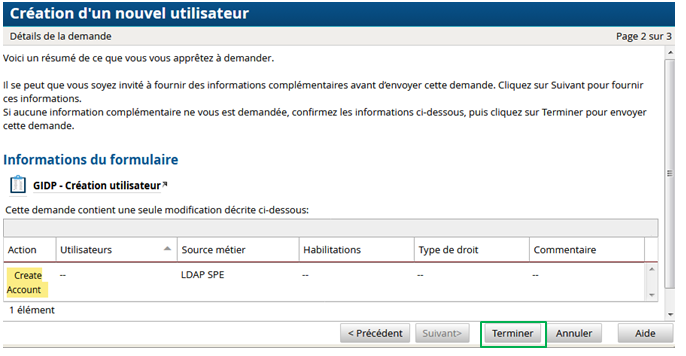 Création d'un nouvel utilisateur
Détails de la demande Page 2 sur 3
Voici un résumé de ce que vous vous apprêtez à demander.
Il se peut que vous soyez invité à fournir des informations complémentaires avant d'envoyer cette demande. Cliquez sur Suivant pour fournir
ces informations.
Si aucune information complémentaire ne vous est demandée, confirmez les informations ci-dessous, puis cliquez sur Terminer pour envoyer
cette demande.
Informations du formulaire
GIDP - Création utilisateur
Cette demande contient une seule modification décrite ci-dessous:
Action Utilisateurs Source métier Habilitations Type de droit Commentaire
Create -- LDAP SPE -- -- --
Account
1 élément
< Précédent Suivant> Terminer Annuler Aide